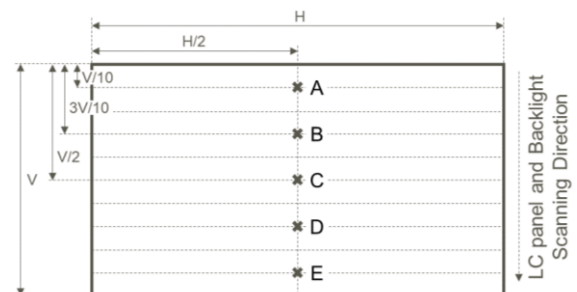 H
H/2
V/10
A
3V/10
B
V/2
V
C
D
E
LC panel and Backlight
Scanning Direction